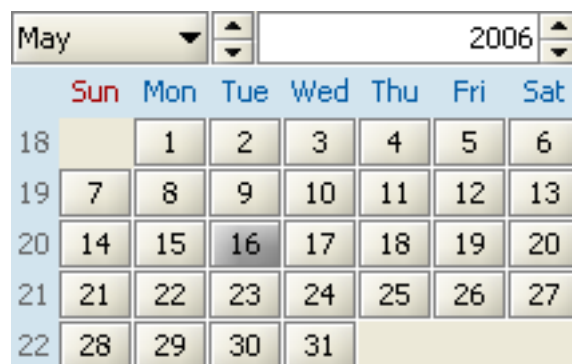 May 2006
Sun Mon Tue Wed Thu Fri Sat
18 1 2 3 4 5 6
19 7 8 9 10 11 12 13
20 14 15 16 17 18 19 20
21 21 22 23 24 25 26 27
22 28 29 30 31